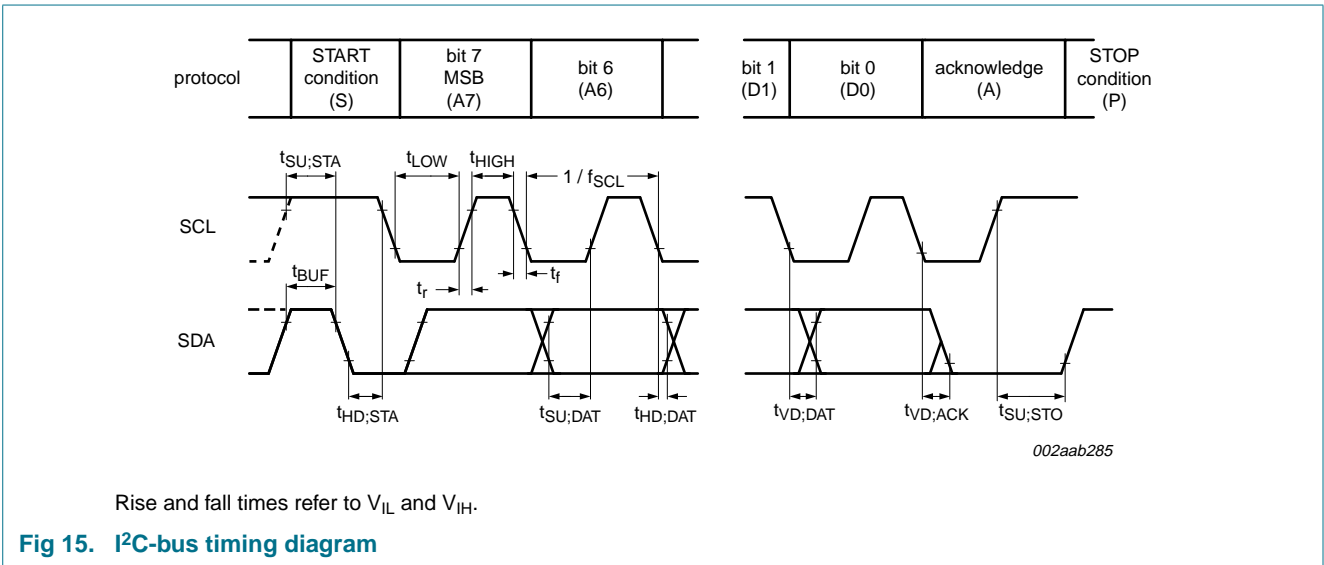 protocol
START
condition
(S)
bit 7
MSB
(A7)
bit 6
(A6)
bit 1
(D1)
bit 0
(D0)
acknowledge
(A)
STOP
condition
(P)
tSU;STA
tLOW
tHIGH
1 / fSCL
SCL
tBUF
tr
tf
SDA
tHD;STA
tSU;DAT
tHD;DAT
tVD;DAT
tVD;ACK
tSU;STO
002aab285
Rise and fall times refer to VIL and VIH.
Fig 15. I²C-bus timing diagram